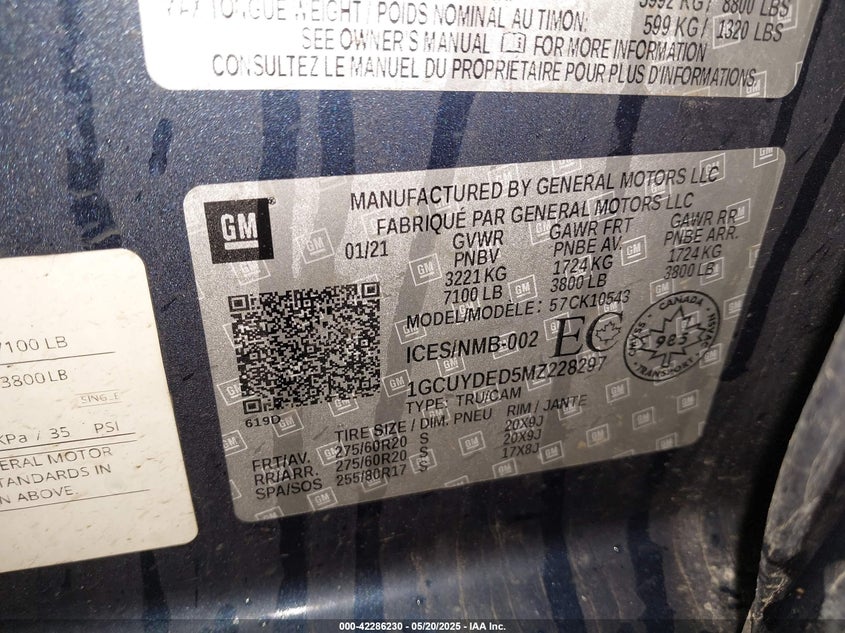 TONGUE WEIGHT / POIDS NOMINAL AU TIMON: 599 KG / 1320 LBS
3992 KG / 8800 LBS
SEE OWNER'S MANUAL FOR MORE INFORMATION
CONSULTEZ LE MANUEL DU PROPRIETAIRE POUR PLUS D'INFORMATIONS.
GM
MANUFACTURED BY GENERAL MOTORS LLC
FABRIQUÉ PAR GENERAL MOTORS LLC
01/21 GVWR GAWR FRT GAWR RR
PNBV PNBE AV. PNBE ARR.
3221 KG 1724 KG 1724 KG
7100 LB 3800 LB 3800 LB
MODEL/MODÈLE: 57CK10543
ICES/NMB-002 EC
CANADA
985
TRANSPORT
1GCUYDED5MZ228297
TYPE: TRU/CAM
619D
TIRE SIZE / DIM. PNEU RIM / JANTE
FRT/AV. 275/60R20 S 20X9J
RR/ARR. 275/60R20 S 20X9J
SPA/SOS 255/80R17 S 17X8J
7100 LB
3800 LB
kPa / 35 PSI
GENERAL MOTOR
STANDARDS IN
N ABOVE.
000-42286230 - 05/20/2025 - IAA Inc.